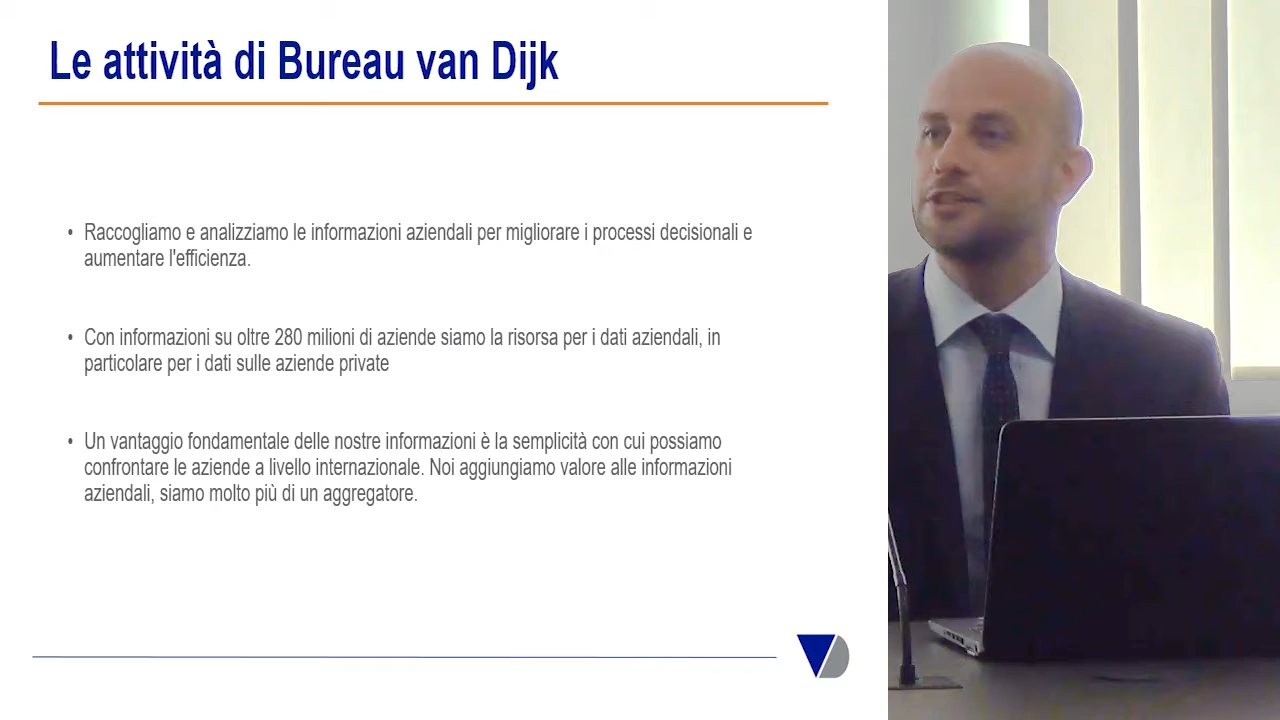 Le attività di Bureau van Dijk
• Raccogliamo e analizziamo le informazioni aziendali per migliorare i processi decisionali e
aumentare l'efficienza.
• Con informazioni su oltre 280 milioni di aziende siamo la risorsa per i dati aziendali, in
particolare per i dati sulle aziende private
• Un vantaggio fondamentale delle nostre informazioni è la semplicità con cui possiamo
confrontare le aziende a livello internazionale. Noi aggiungiamo valore alle informazioni
aziendali, siamo molto più di un aggregatore.